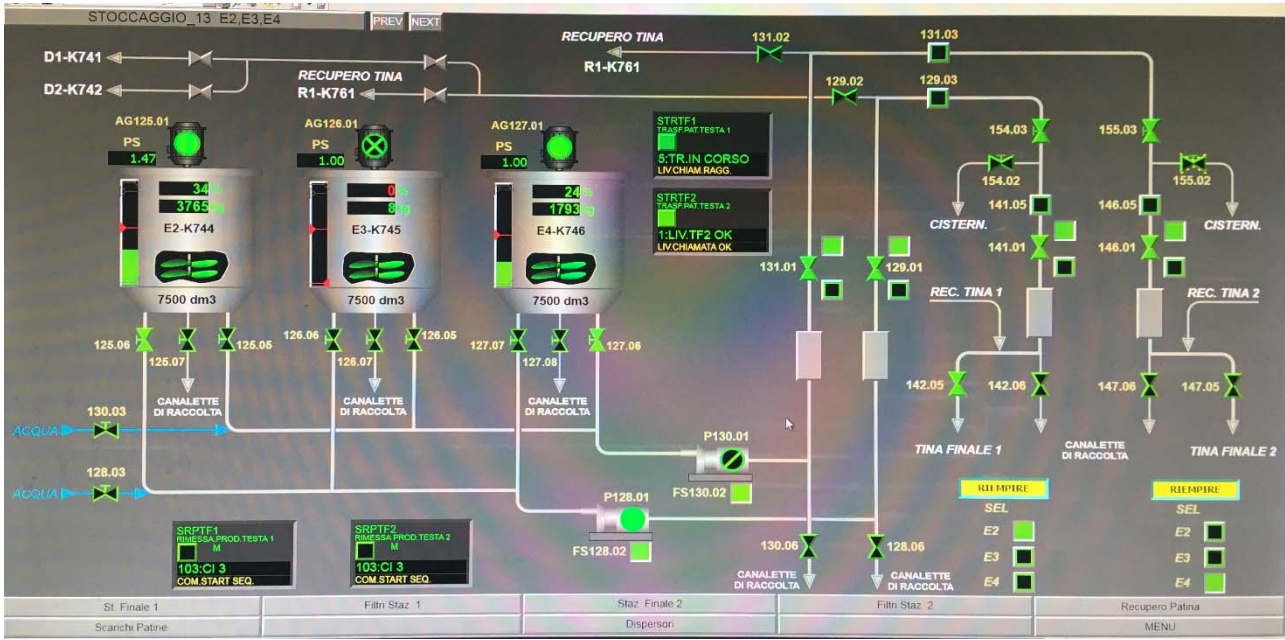 STOCCAGGIO_13 E2,E3,E4
PREV
NEXT
D1-K741
D2-K742
RECUPERO TINA
R1-K761
RECUPERO TINA
R1-K761
131.02
131.03
129.02
129.03
AG125.01
PS
1.47
34%
3765kg
E2-K744
7500 dm3
AG126.01
PS
1.00
0%
8kg
E3-K745
7500 dm3
AG127.01
PS
1.00
24%
1793kg
E4-K746
7500 dm3
STRTF1
TRASF.PAT.TESTA 1
5:TR.IN CORSO
LIV.CHIAM.RAGG.
STRTF2
TRASF.PAT.TESTA 2
1:LIV.TF2 OK
LIV.CHIAMATA OK
154.03
155.03
154.02
155.02
CISTERN.
141.05
146.05
CISTERN.
141.01
146.01
131.01
129.01
REC. TINA 1
REC. TINA 2
125.06
125.07
125.05
126.06
126.07
126.05
127.07
127.08
127.06
142.05
142.06
147.06
147.05
CANALETTE
DI RACCOLTA
CANALETTE
DI RACCOLTA
CANALETTE
DI RACCOLTA
130.03
ACQUA
128.03
ACQUA
P130.01
FS130.02
P128.01
FS128.02
TINA FINALE 1
CANALETTE
DI RACCOLTA
TINA FINALE 2
RIEMPIRE
SEL
E2
E3
E4
RIEMPIRE
SEL
E2
E3
E4
SRPTF1
RIMESSA.PROD.TESTA 1
M
103:CI 3
COM.START SEQ.
SRPTF2
RIMESSA.PROD.TESTA 2
M
103:CI 3
COM.START SEQ.
130.06
128.06
CANALETTE
DI RACCOLTA
CANALETTE
DI RACCOLTA
St. Finale 1
Filtri Staz. 1
Staz. Finale 2
Filtri Staz. 2
Recupero Patina
Scarichi Patine
Dispersori
MENU